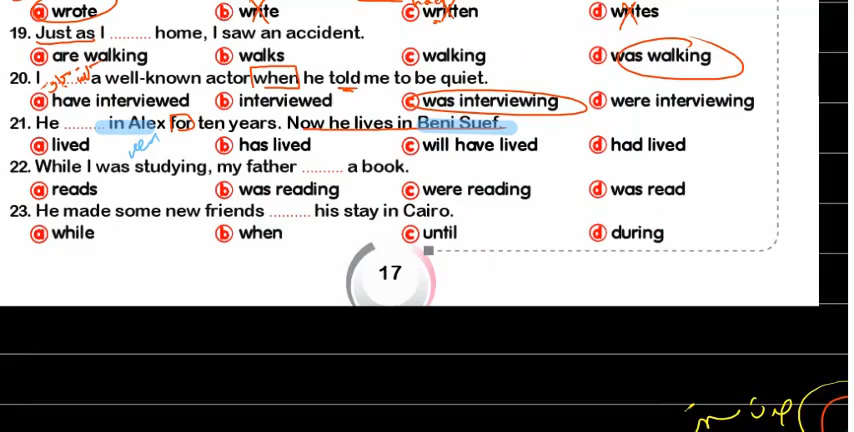 a wrote b write c written d writes
19. Just as I .......... home, I saw an accident.
a are walking b walks c walking d was walking
20. I .......... a well-known actor when he told me to be quiet.
a have interviewed b interviewed c was interviewing d were interviewing
21. He .......... in Alex for ten years. Now he lives in Beni Suef.
a lived b has lived c will have lived d had lived
22. While I was studying, my father .......... a book.
a reads b was reading c were reading d was read
23. He made some new friends .......... his stay in Cairo.
a while b when c until d during
17